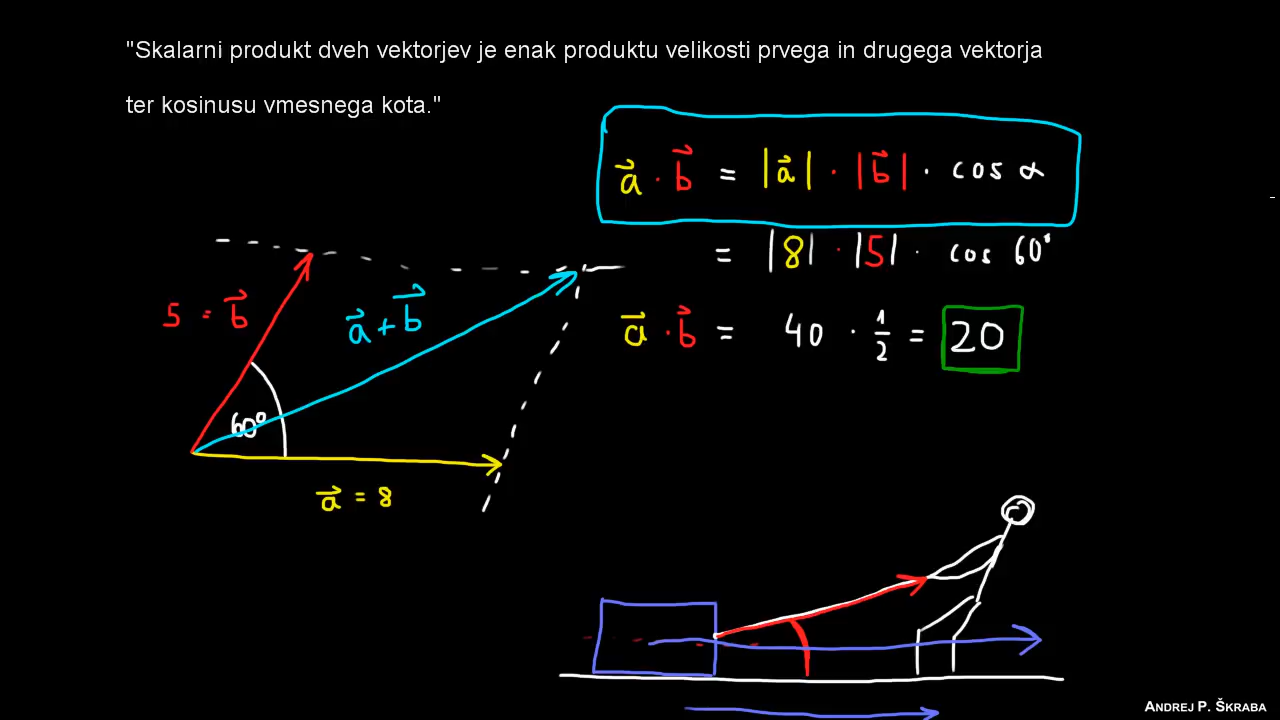 "Skalarni produkt dveh vektorjev je enak produktu velikosti prvega in drugega vektorja
ter kosinusu vmesnega kota."
a⃗ · b⃗ = |a⃗| · |b⃗| · cos α
= |8| · |5| · cos 60°
a⃗ · b⃗ = 40 · 1/2 = 20
5 = b⃗
a⃗ + b⃗
60°
a⃗ = 8
ANDREJ P. ŠKRABA